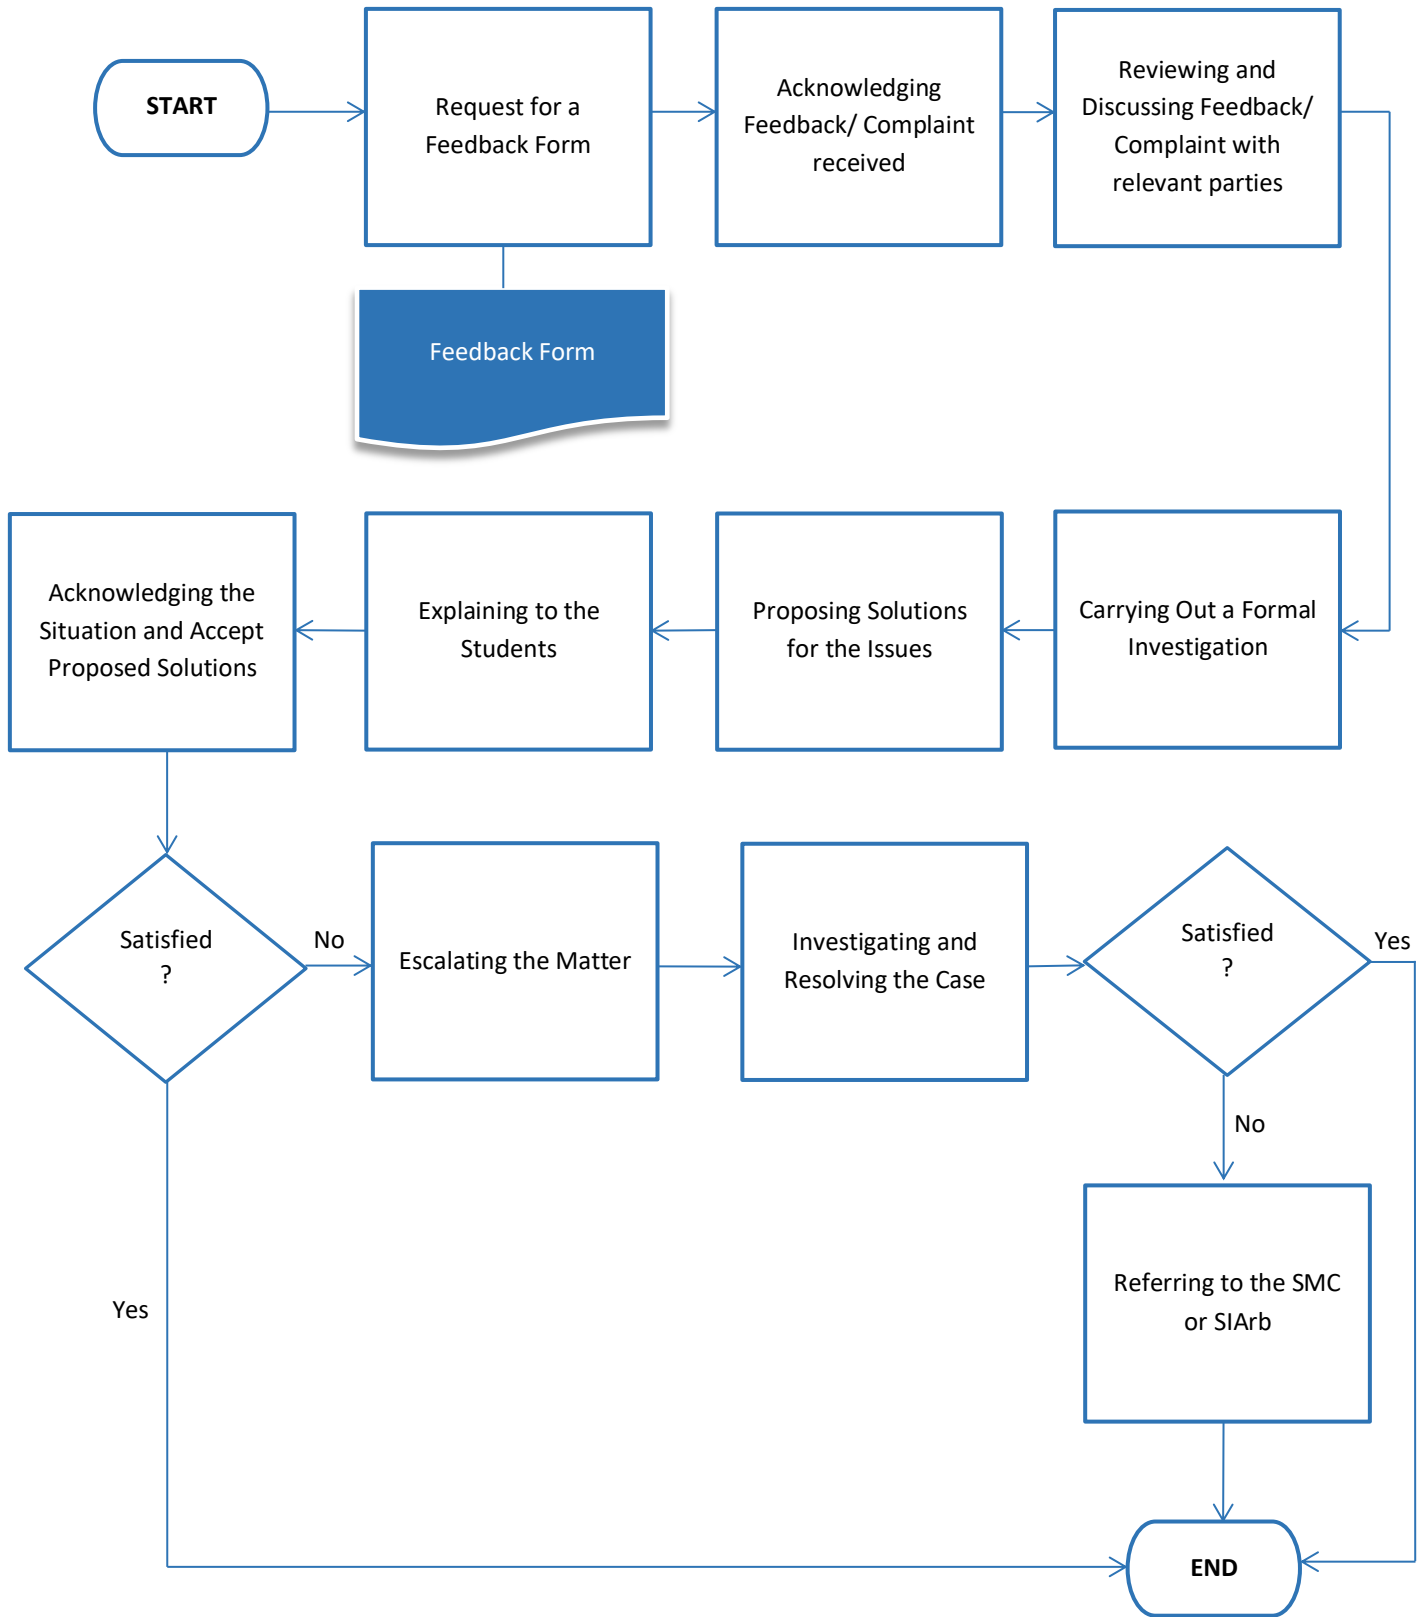 START
Request for a
Feedback Form
Acknowledging
Feedback/ Complaint
received
Reviewing and
Discussing Feedback/
Complaint with
relevant parties
Feedback Form
Acknowledging the
Situation and Accept
Proposed Solutions
Explaining to the
Students
Proposing Solutions
for the Issues
Carrying Out a Formal
Investigation
Satisfied
?
No
Escalating the Matter
Investigating and
Resolving the Case
Satisfied
?
Yes
No
Referring to the SMC
or SIArb
Yes
END